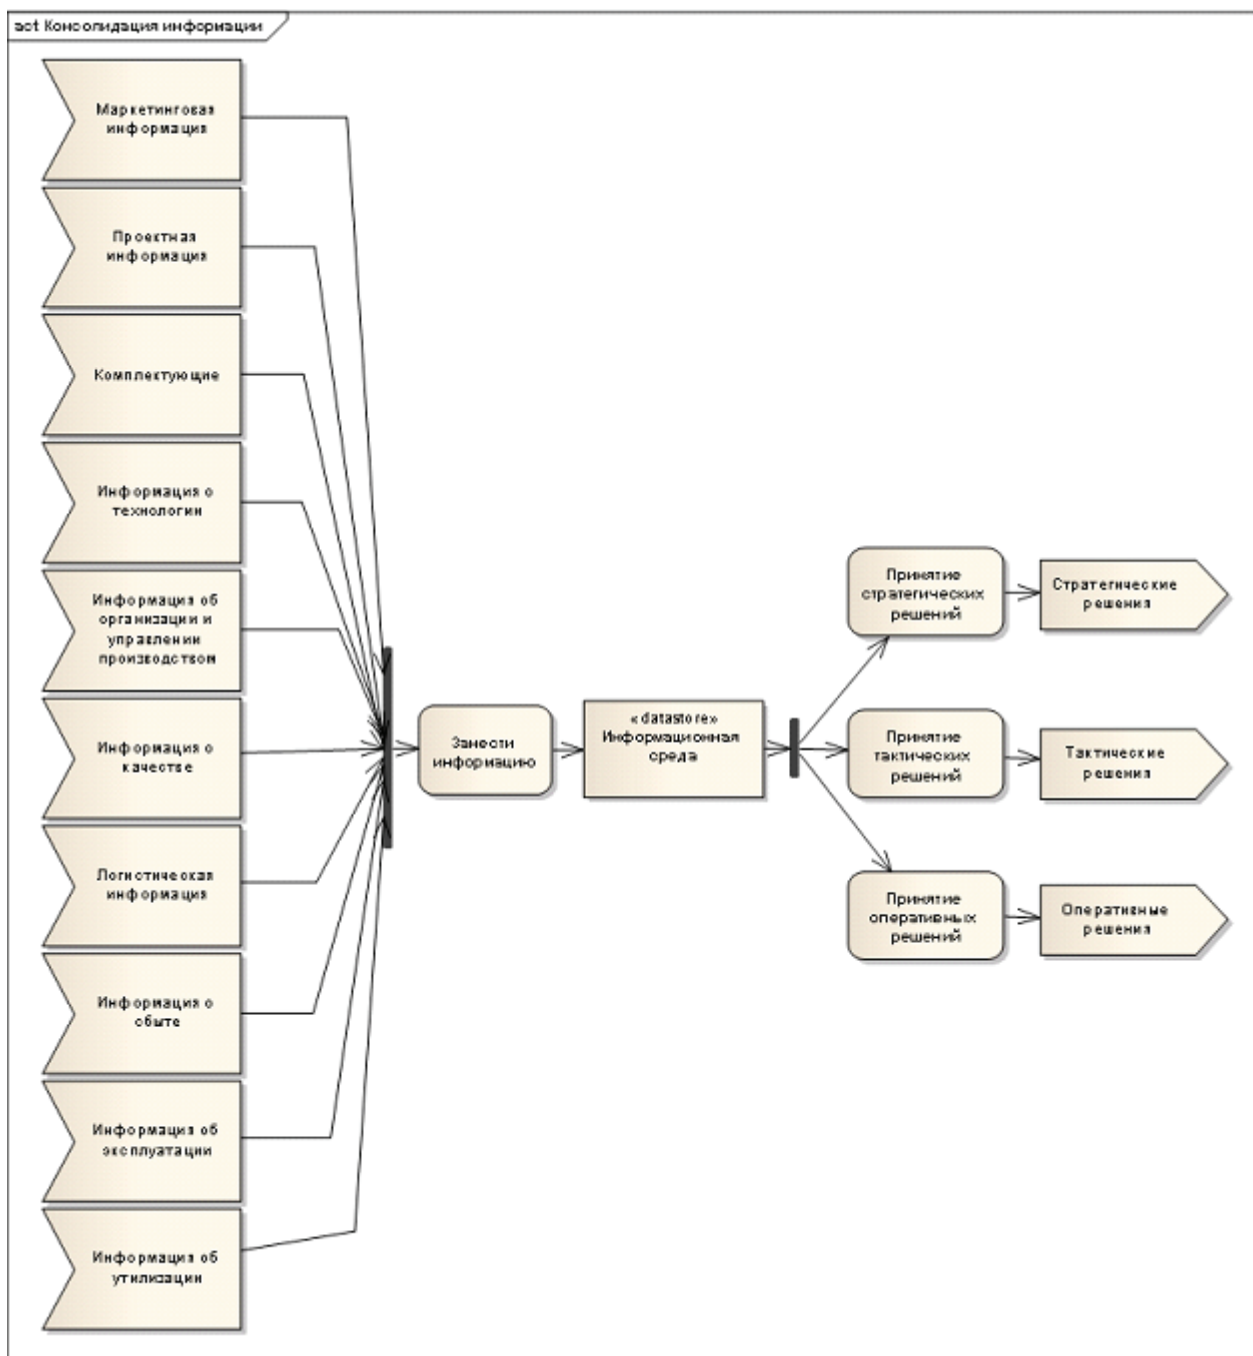 act Консолидация информации
Маркетинговая
информация
Проектная
информация
Комплектующие
Информация о
технологии
Информация об
организации и
управлении
производством
Информация о
качестве
Логистическая
информация
Информация о
сбыте
Информация об
эксплуатации
Информация об
утилизации
Занести
информацию
«datastore»
Информационная
среда
Принятие
стратегических
решений
Стратегические
решения
Принятие
тактических
решений
Тактические
решения
Принятие
оперативных
решений
Оперативные
решения